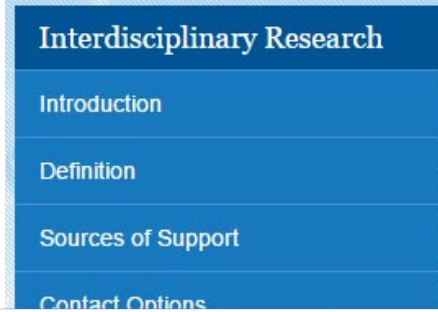 Interdisciplinary Research
Introduction
Definition
Sources of Support
Contact Options